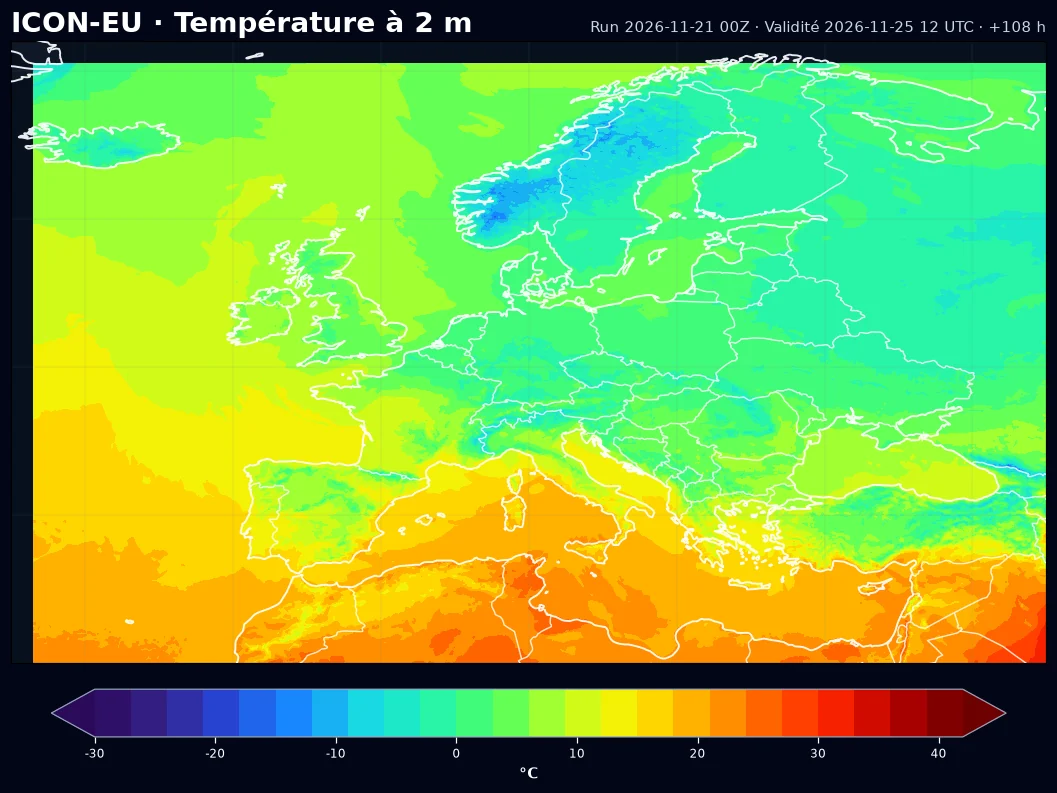 ICON-EU · Température à 2 m
Run 2026-11-21 00Z · Validité 2026-11-25 12 UTC · +108 h
-30 -20 -10 0 10 20 30 40
°C